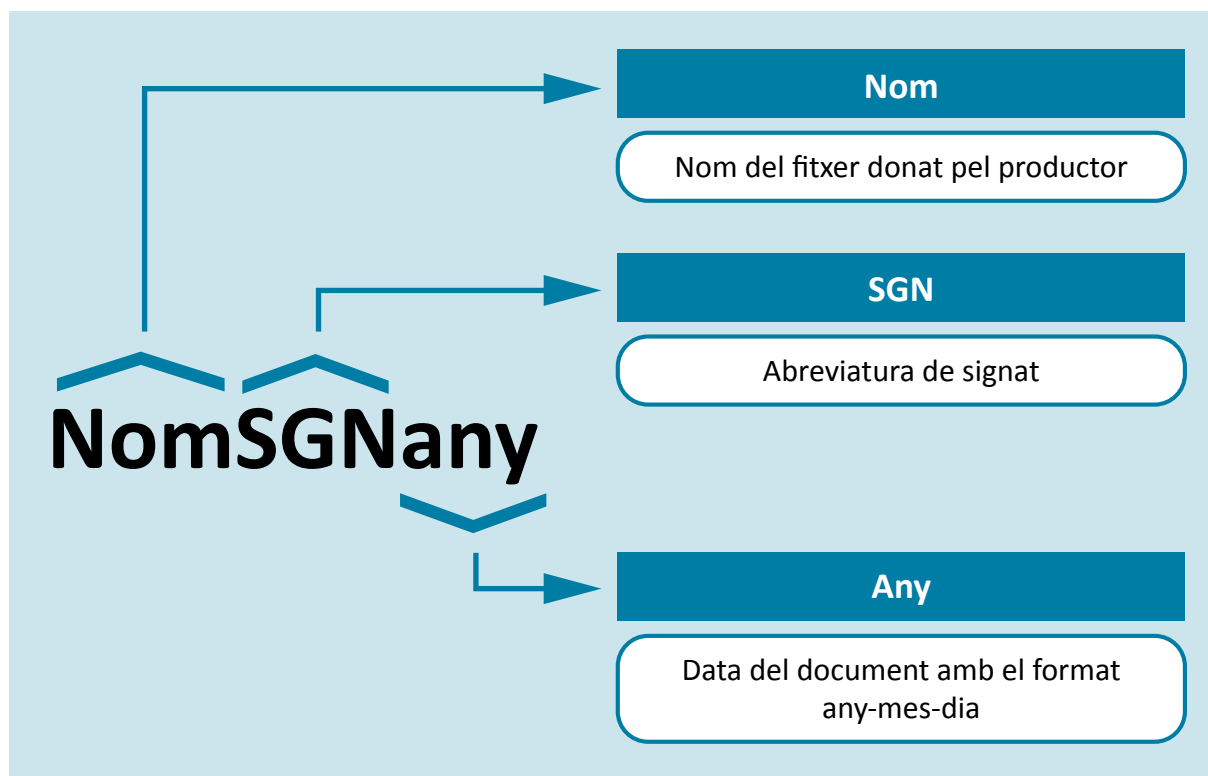 Nom
Nom del fitxer donat pel productor
SGN
Abreviatura de signat
NomSGNany
Any
Data del document amb el format
any-mes-dia